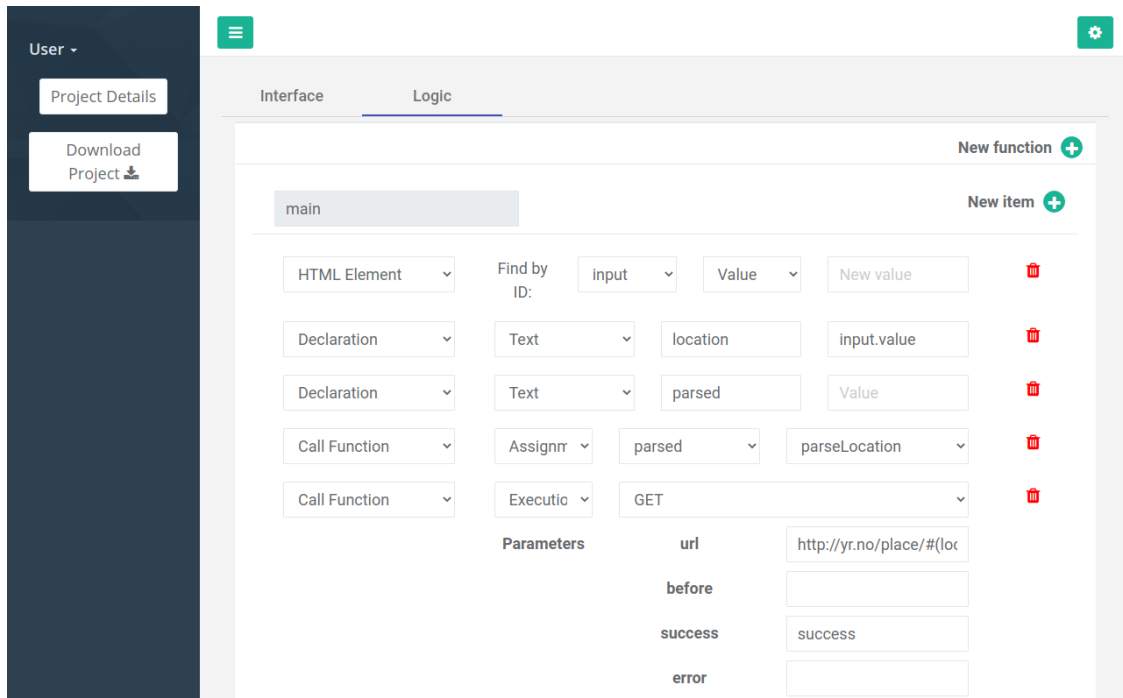 User
Project Details
Download
Project
Interface Logic
New function
main
New item
HTML Element Find by ID: input Value New value
Declaration Text location input.value
Declaration Text parsed Value
Call Function Assignm parsed parseLocation
Call Function Executio GET
Parameters url http://yr.no/place/#(loc
before
success success
error